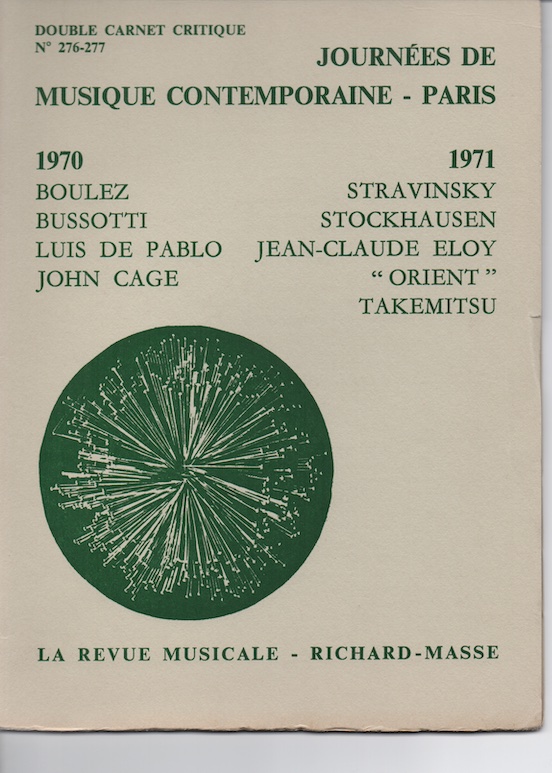 DOUBLE CARNET CRITIQUE
N° 276-277
JOURNÉES DE
MUSIQUE CONTEMPORAINE - PARIS
1970
BOULEZ
BUSSOTTI
LUIS DE PABLO
JOHN CAGE
1971
STRAVINSKY
STOCKHAUSEN
JEAN-CLAUDE ELOY
“ ORIENT ”
TAKEMITSU
LA REVUE MUSICALE - RICHARD-MASSE